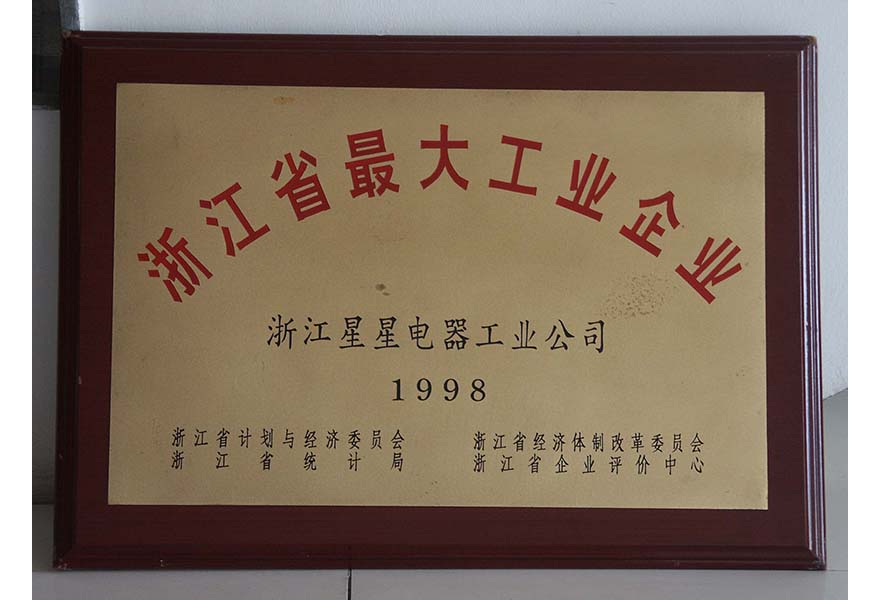 浙江省最大工业企业
浙江星星电器工业公司
1998
浙江省计划与经济委员会
浙江省统计局
浙江省经济体制改革委员会
浙江省企业评价中心